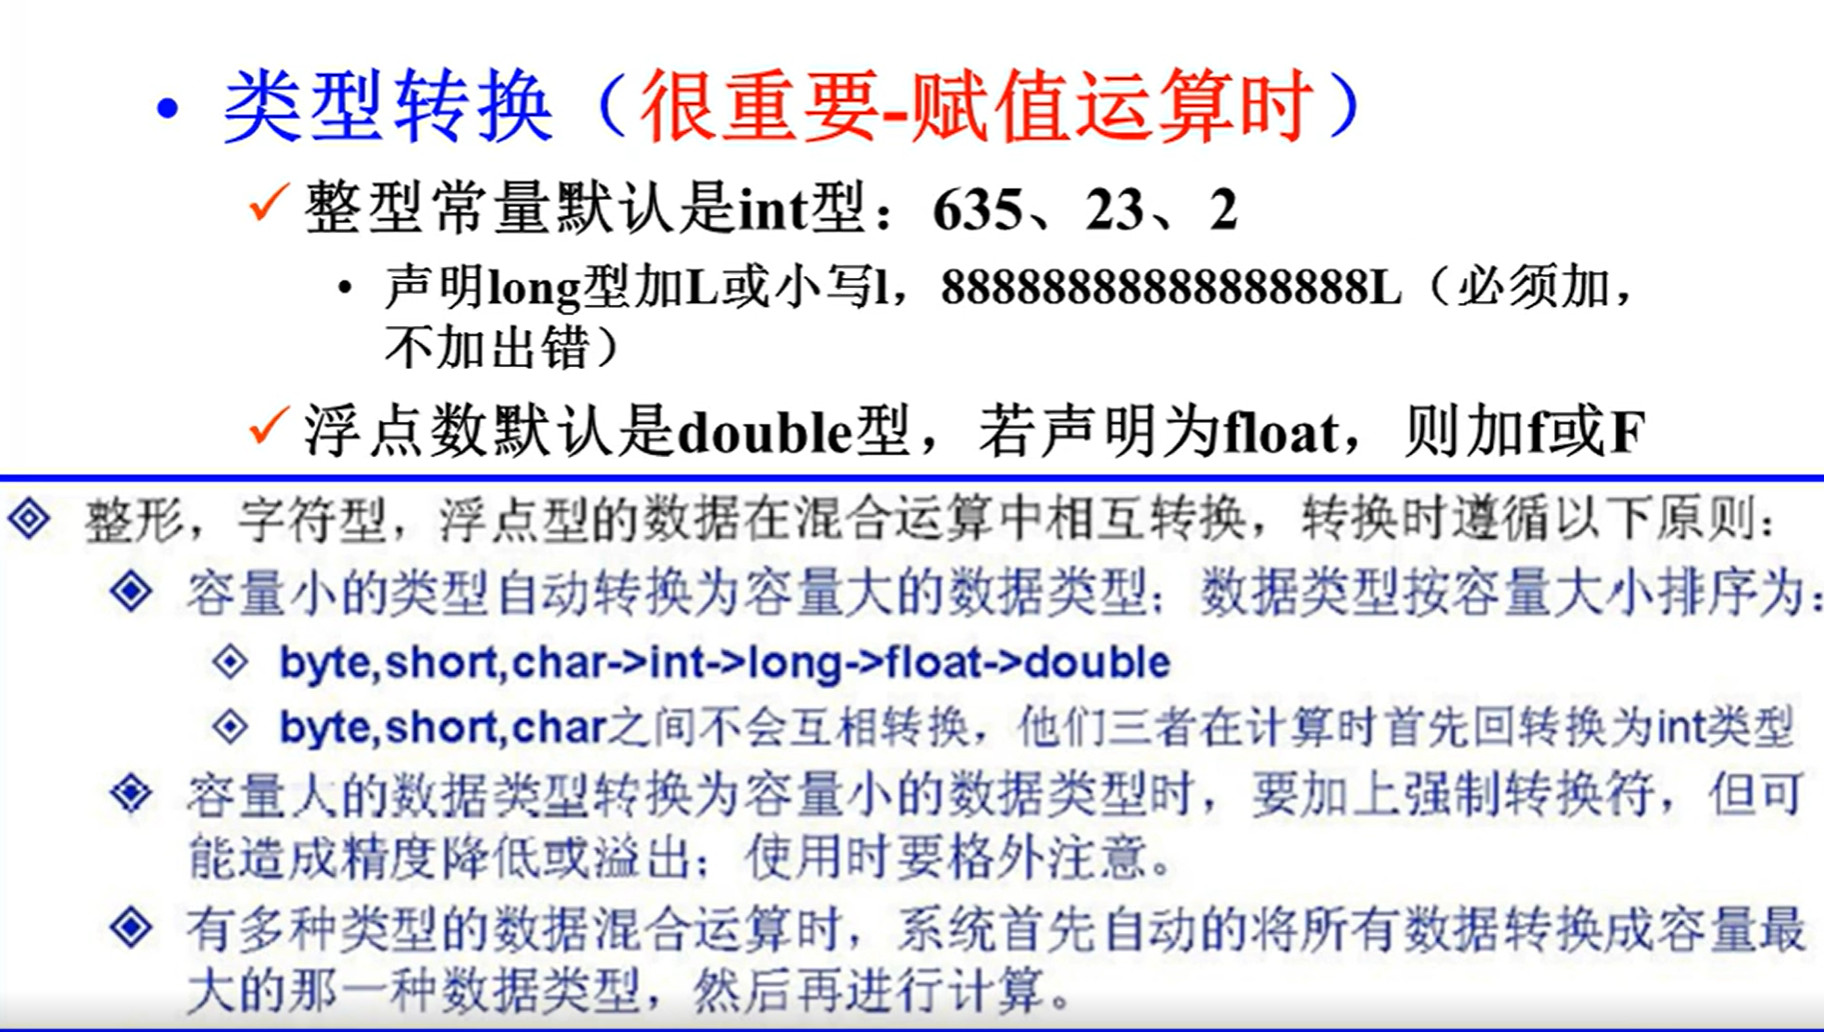 • 类型转换（很重要-赋值运算时）
✓ 整型常量默认是int型：635、23、2
• 声明long型加L或小写l，88888888888888888L（必须加，
不加出错）
✓ 浮点数默认是double型，若声明为float，则加f或F
整形，字符型，浮点型的数据在混合运算中相互转换，转换时遵循以下原则：
容量小的类型自动转换为容量大的数据类型；数据类型按容量大小排序为：
byte,short,char->int->long->float->double
byte,short,char之间不会互相转换，他们三者在计算时首先回转换为int类型
容量大的数据类型转换为容量小的数据类型时，要加上强制转换符，但可
能造成精度降低或溢出；使用时要格外注意。
有多种类型的数据混合运算时，系统首先自动的将所有数据转换成容量最
大的那一种数据类型，然后再进行计算。